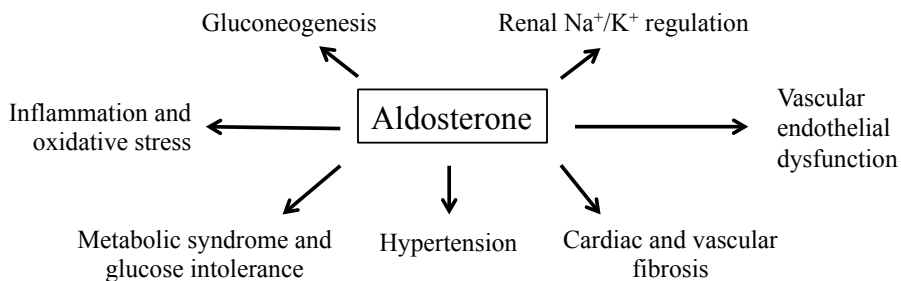 Gluconeogenesis
Renal Na⁺/K⁺ regulation
Inflammation and
oxidative stress
Aldosterone
Vascular
endothelial
dysfunction
Metabolic syndrome and
glucose intolerance
Hypertension
Cardiac and vascular
fibrosis